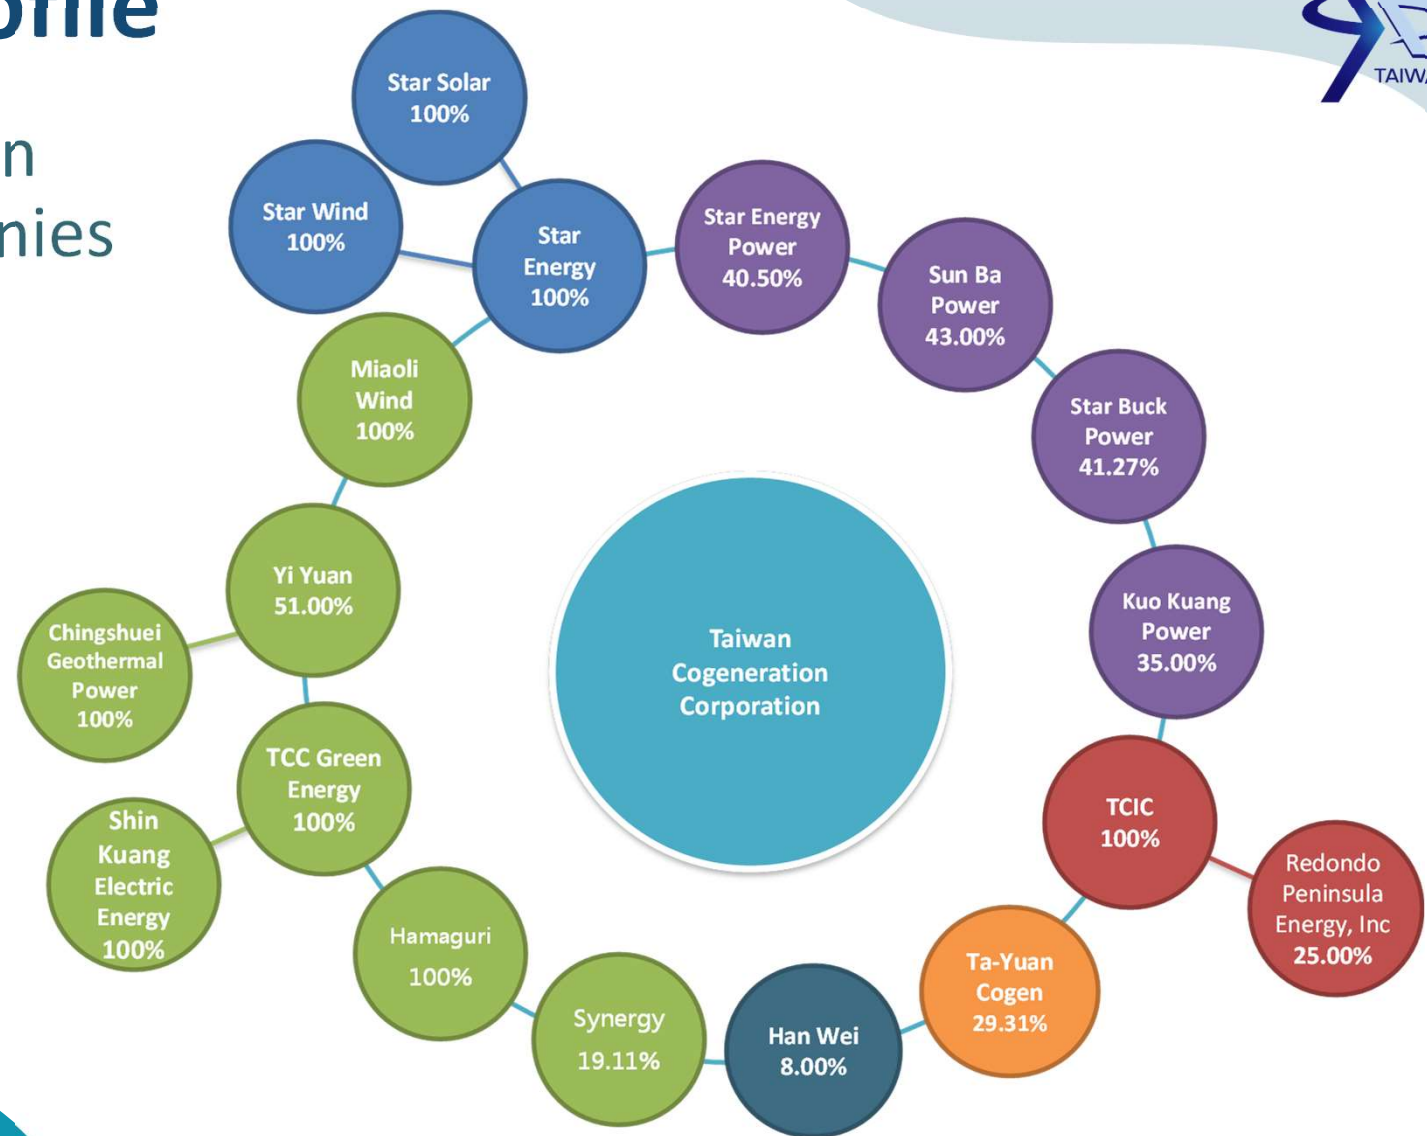 Star Solar
100%
Star Wind
100%
Star
Energy
100%
Star Energy
Power
40.50%
Sun Ba
Power
43.00%
Star Buck
Power
41.27%
Kuo Kuang
Power
35.00%
TCIC
100%
Redondo
Peninsula
Energy, Inc
25.00%
Ta-Yuan
Cogen
29.31%
Han Wei
8.00%
Synergy
19.11%
Hamaguri
100%
TCC Green
Energy
100%
Shin
Kuang
Electric
Energy
100%
Yi Yuan
51.00%
Chingshuei
Geothermal
Power
100%
Miaoli
Wind
100%
Taiwan
Cogeneration
Corporation